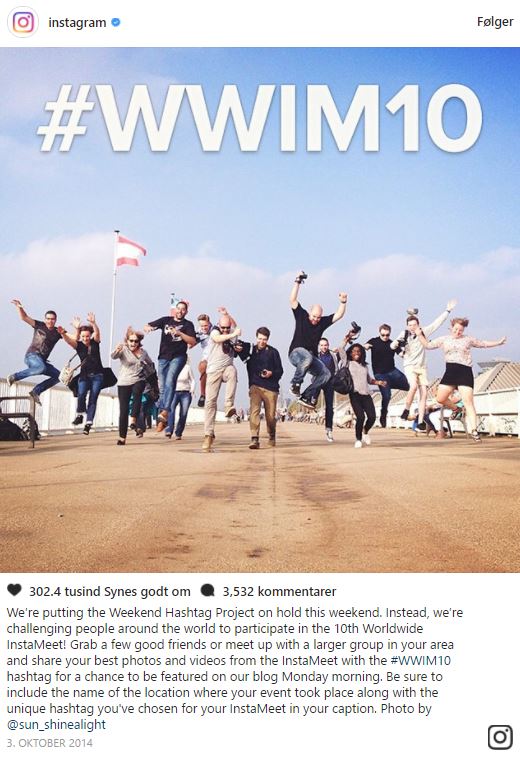 instagram
Følger
#WWIM10
302.4 tusind Synes godt om 3,532 kommentarer
We're putting the Weekend Hashtag Project on hold this weekend. Instead, we're
challenging people around the world to participate in the 10th Worldwide
InstaMeet! Grab a few good friends or meet up with a larger group in your area
and share your best photos and videos from the InstaMeet with the #WWIM10
hashtag for a chance to be featured on our blog Monday morning. Be sure to
include the name of the location where your event took place along with the
unique hashtag you've chosen for your InstaMeet in your caption. Photo by
@sun_shinealight
3. OKTOBER 2014